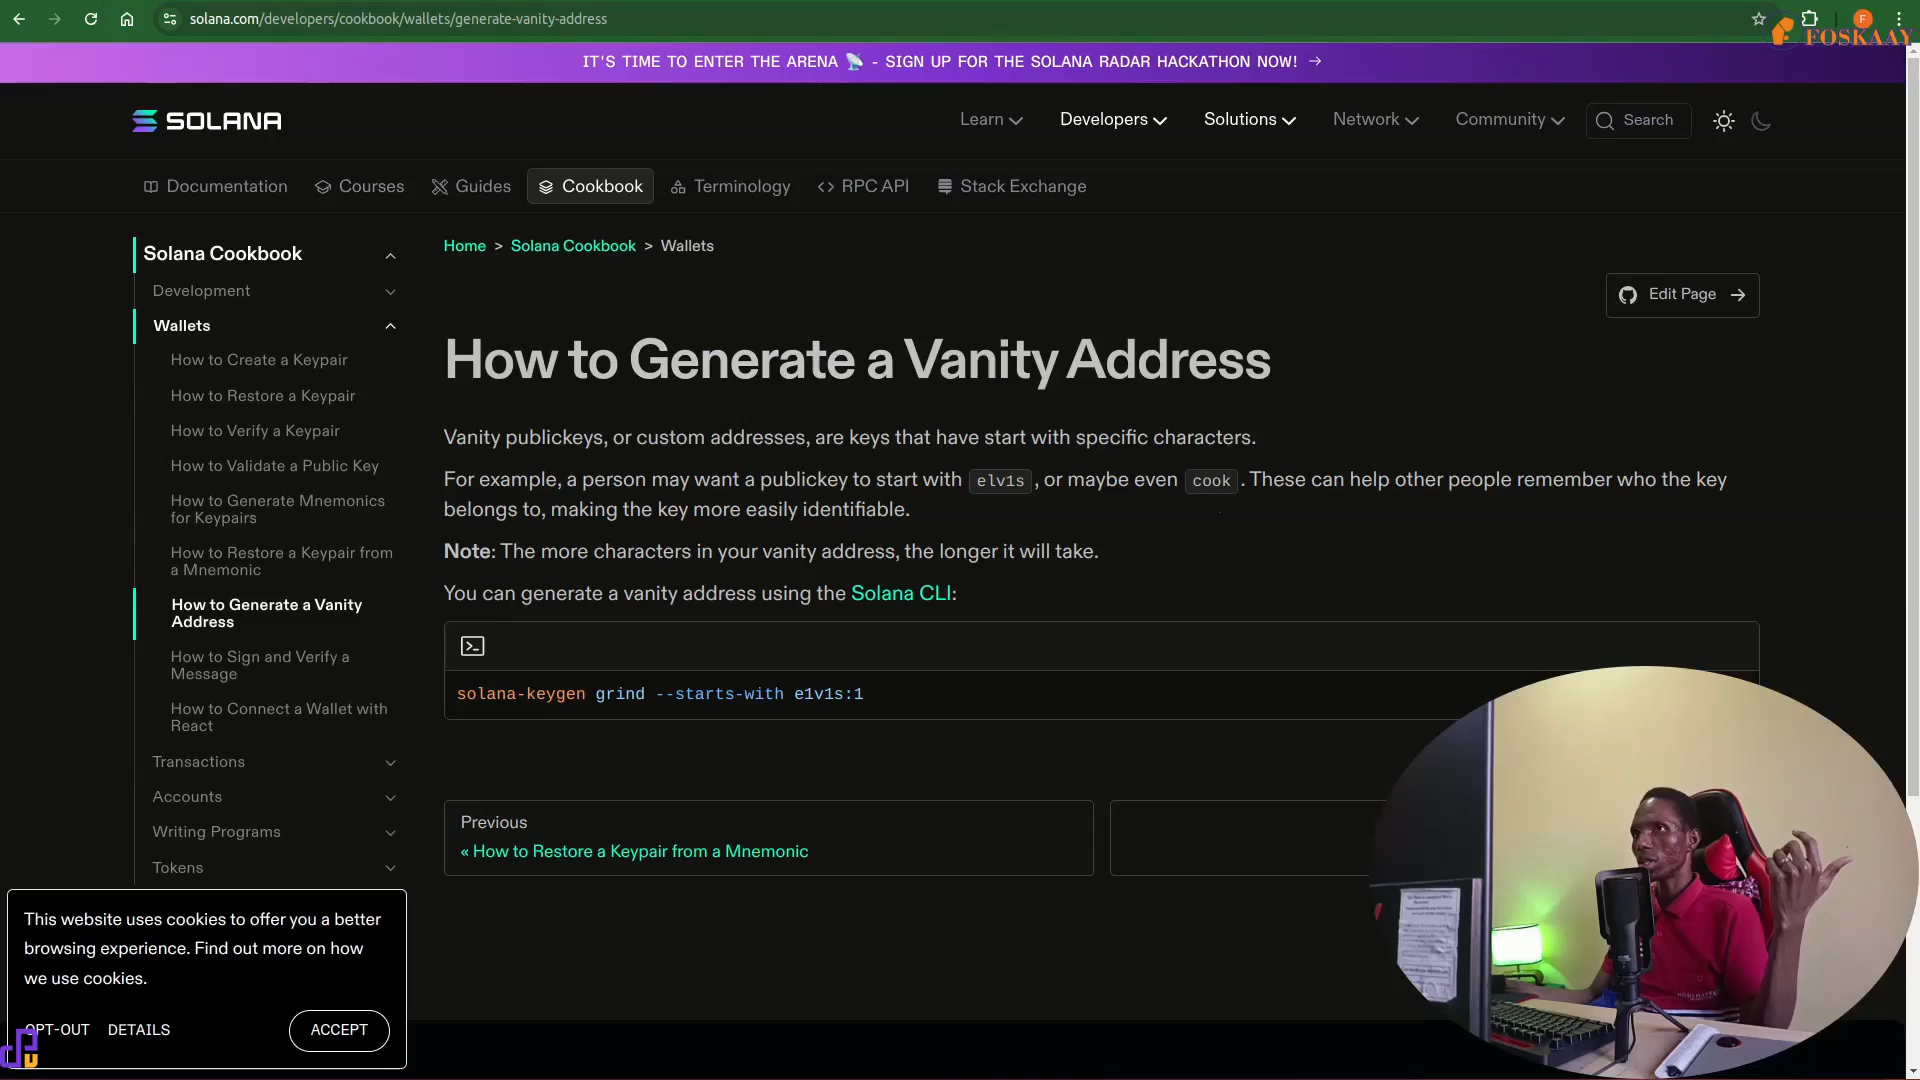 solana.com/developers/cookbook/wallets/generate-vanity-address
F
FOSKAAY
IT'S TIME TO ENTER THE ARENA 📡 - SIGN UP FOR THE SOLANA RADAR HACKATHON NOW! →
SOLANA
Learn
Developers
Solutions
Network
Community
Search
Documentation
Courses
Guides
Cookbook
Terminology
RPC API
Stack Exchange
Solana Cookbook
Development
Wallets
How to Create a Keypair
How to Restore a Keypair
How to Verify a Keypair
How to Validate a Public Key
How to Generate Mnemonics
for Keypairs
How to Restore a Keypair from
a Mnemonic
How to Generate a Vanity
Address
How to Sign and Verify a
Message
How to Connect a Wallet with
React
Transactions
Accounts
Writing Programs
Tokens
Home > Solana Cookbook > Wallets
Edit Page
How to Generate a Vanity Address
Vanity publickeys, or custom addresses, are keys that have start with specific characters.
For example, a person may want a publickey to start with elv1s, or maybe even cook. These can help other people remember who the key
belongs to, making the key more easily identifiable.
Note: The more characters in your vanity address, the longer it will take.
You can generate a vanity address using the Solana CLI:
solana-keygen grind --starts-with e1v1s:1
Previous
« How to Restore a Keypair from a Mnemonic
This website uses cookies to offer you a better
browsing experience. Find out more on how
we use cookies.
OPT-OUT
DETAILS
ACCEPT